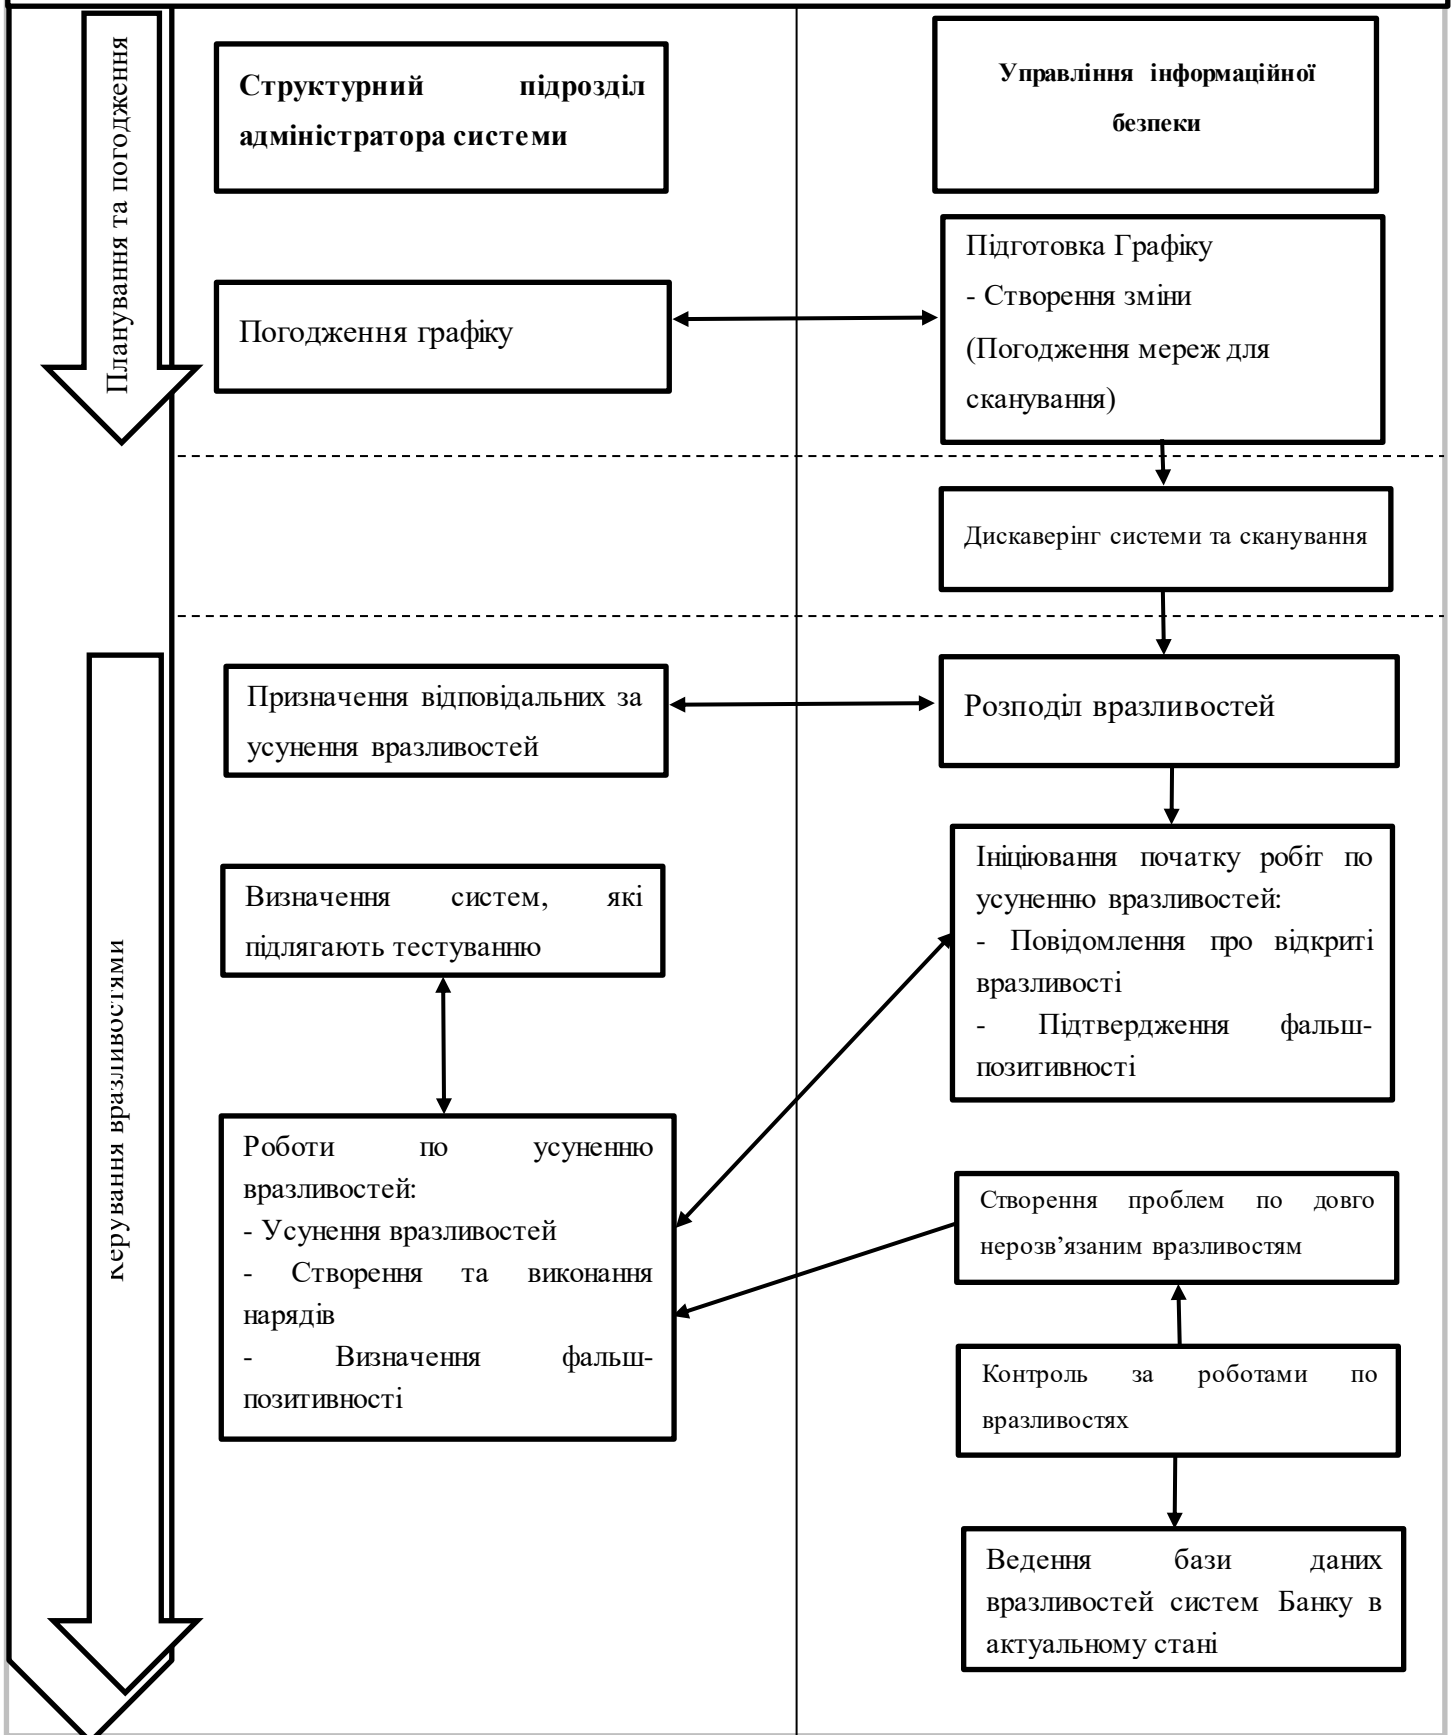 Планування та погодження
Структурний підрозділ
адміністратора системи
Управління інформаційної
безпеки
Погодження графіку
Підготовка Графіку
- Створення зміни
(Погодження мереж для
сканування)
Дискаверінг системи та сканування
Керування вразливостями
Призначення відповідальних за
усунення вразливостей
Розподіл вразливостей
Визначення систем, які
підлягають тестуванню
Ініціювання початку робіт по
усуненню вразливостей:
- Повідомлення про відкриті
вразливості
- Підтвердження фальш-
позитивності
Роботи по усуненню
вразливостей:
- Усунення вразливостей
- Створення та виконання
нарядів
- Визначення фальш-
позитивності
Створення проблем по довго
нерозв’язаним вразливостям
Контроль за роботами по
вразливостях
Ведення бази даних
вразливостей систем Банку в
актуальному стані